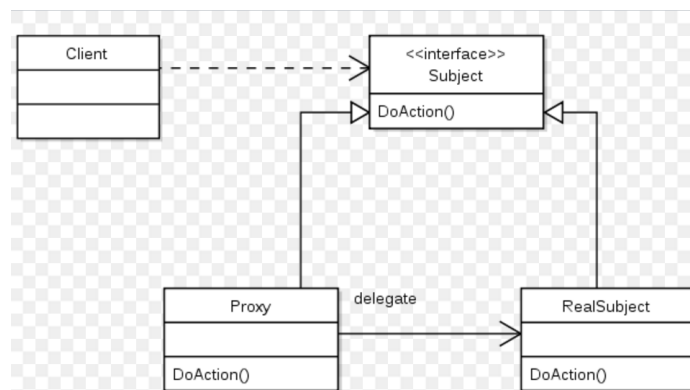 Client
<<interface>>
Subject
DoAction()
Proxy
delegate
RealSubject
DoAction()
DoAction()